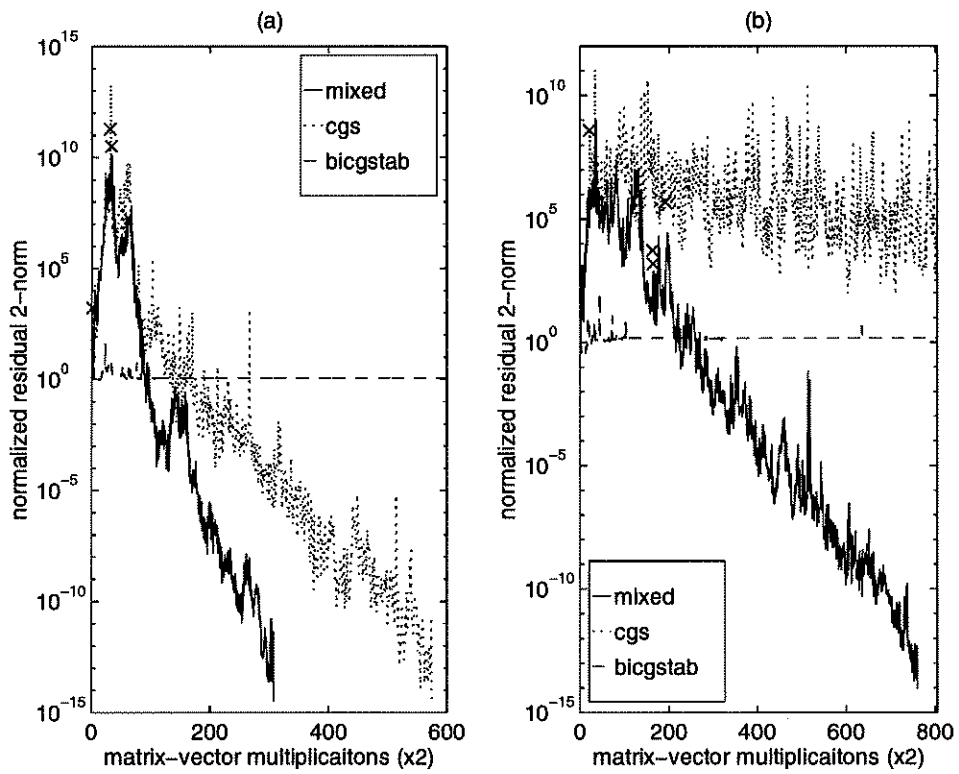 (a)
10^15
10^10
10^5
10^0
10^-5
10^-10
10^-15
normalized residual 2-norm
mixed
cgs
bicgstab
0 200 400 600
matrix-vector multiplicaitons (x2)
(b)
10^10
10^5
10^0
10^-5
10^-10
10^-15
normalized residual 2-norm
mixed
cgs
bicgstab
0 200 400 600 800
matrix-vector multiplicaitons (x2)